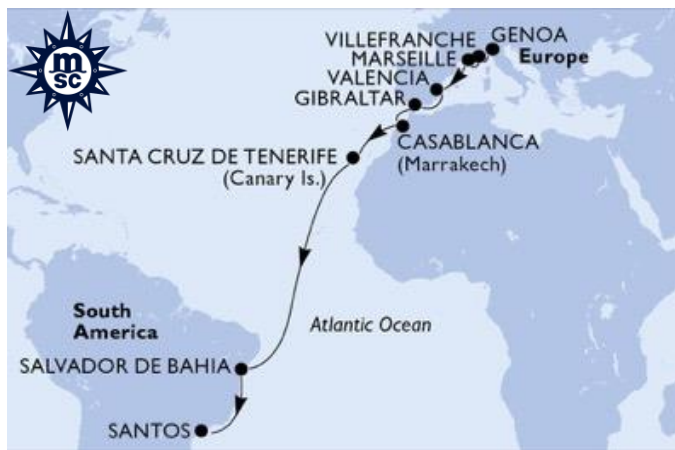 m
sc
GENOA
VILLEFRANCHE
Europe
MARSEILLE
VALENCIA
GIBRALTAR
CASABLANCA
(Marrakech)
SANTA CRUZ DE TENERIFE
(Canary Is.)
South
America
Atlantic Ocean
SALVADOR DE BAHIA
SANTOS